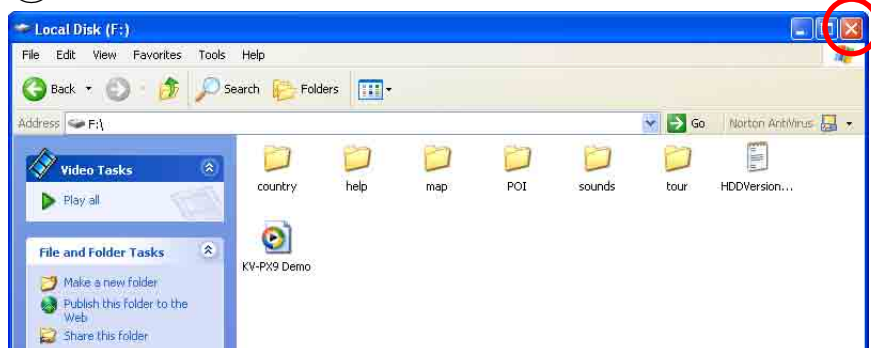 Local Disk (F:)
File Edit View Favorites Tools Help
Back Search Folders
Address F:\ Go Norton AntiVirus
Video Tasks
Play all
country help map POI sounds tour HDDVersion...
KV-PX9 Demo
File and Folder Tasks
Make a new folder
Publish this folder to the
Web
Share this folder